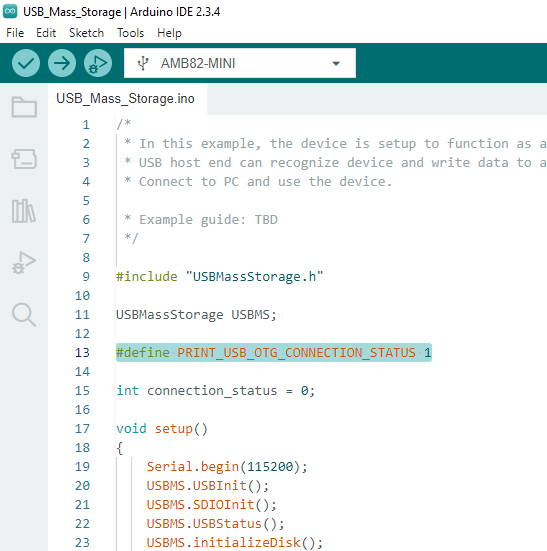 USB_Mass_Storage | Arduino IDE 2.3.4
File Edit Sketch Tools Help
AMB82-MINI
USB_Mass_Storage.ino
1 /*
2 * In this example, the device is setup to function as a
3 * USB host end can recognize device and write data to a
4 * Connect to PC and use the device.
5
6 * Example guide: TBD
7 */
8
9 #include "USBMassStorage.h"
10
11 USBMassStorage USBMS;
12
13 #define PRINT_USB_OTG_CONNECTION_STATUS 1
14
15 int connection_status = 0;
16
17 void setup()
18 {
19 Serial.begin(115200);
20 USBMS.USBInit();
21 USBMS.SDIOInit();
22 USBMS.USBStatus();
23 USBMS.initializeDisk();